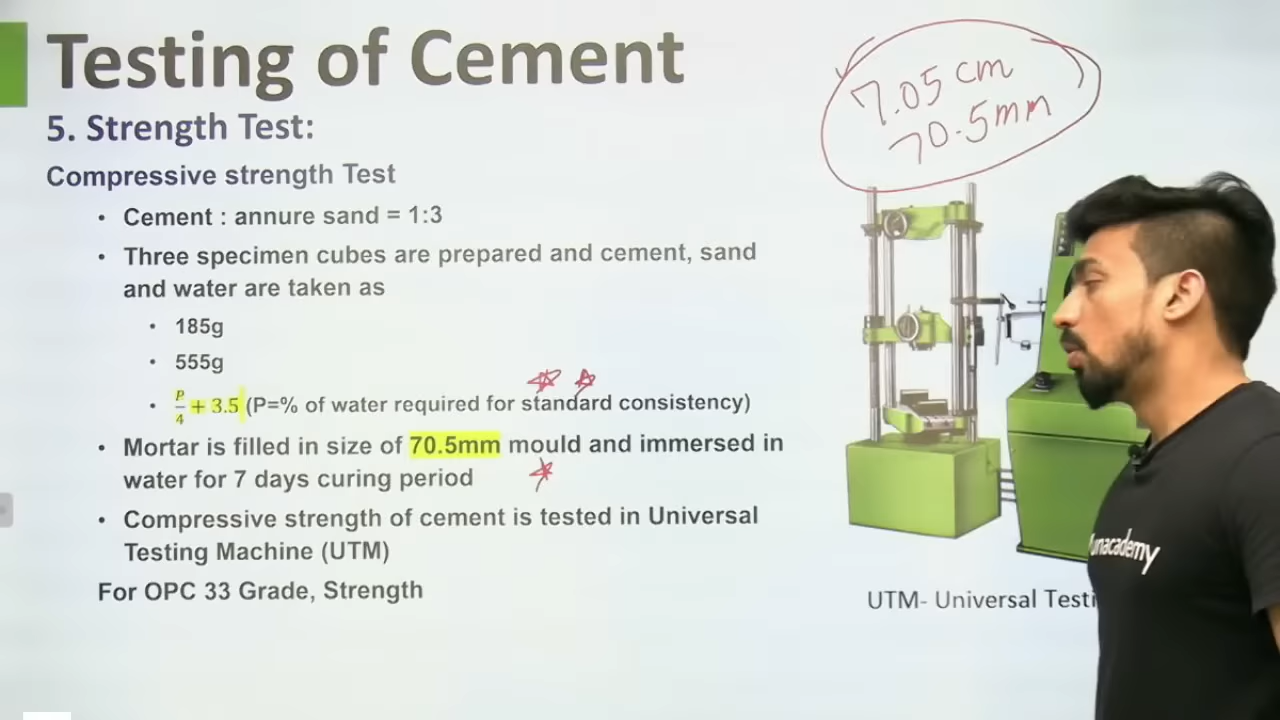 Testing of Cement
7.05 cm
70.5mm
5. Strength Test:
Compressive strength Test
• Cement : annure sand = 1:3
• Three specimen cubes are prepared and cement, sand
and water are taken as
• 185g
• 555g
• P/4 + 3.5 (P=% of water required for standard consistency)
• Mortar is filled in size of 70.5mm mould and immersed in
water for 7 days curing period
• Compressive strength of cement is tested in Universal
Testing Machine (UTM)
For OPC 33 Grade, Strength
UTM- Universal Testi
unacademy